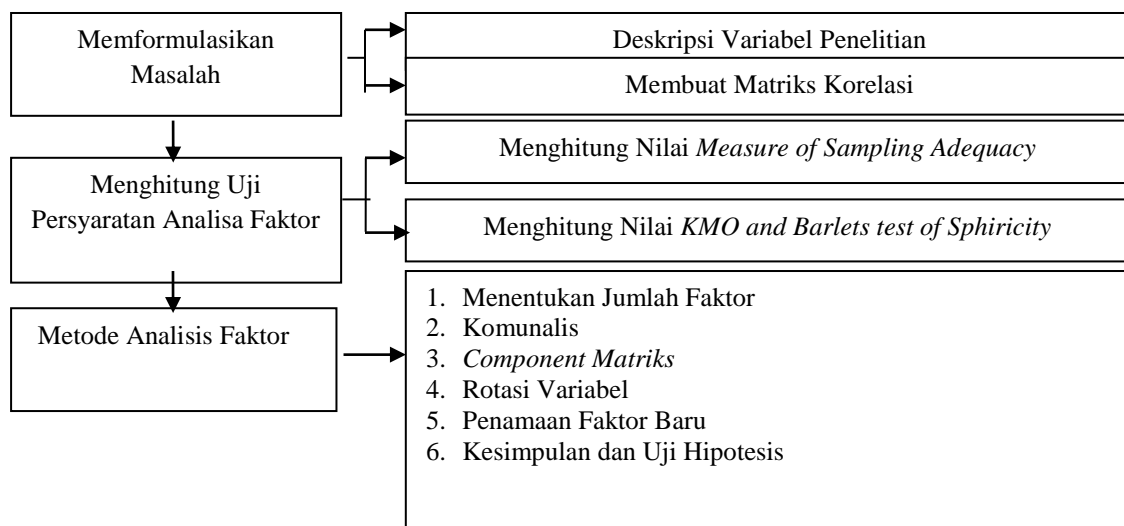 Memformulasikan
Masalah
Deskripsi Variabel Penelitian
Membuat Matriks Korelasi
Menghitung Uji
Persyaratan Analisa Faktor
Menghitung Nilai Measure of Sampling Adequacy
Menghitung Nilai KMO and Barlets test of Sphiricity
Metode Analisis Faktor
1. Menentukan Jumlah Faktor
2. Komunalis
3. Component Matriks
4. Rotasi Variabel
5. Penamaan Faktor Baru
6. Kesimpulan dan Uji Hipotesis